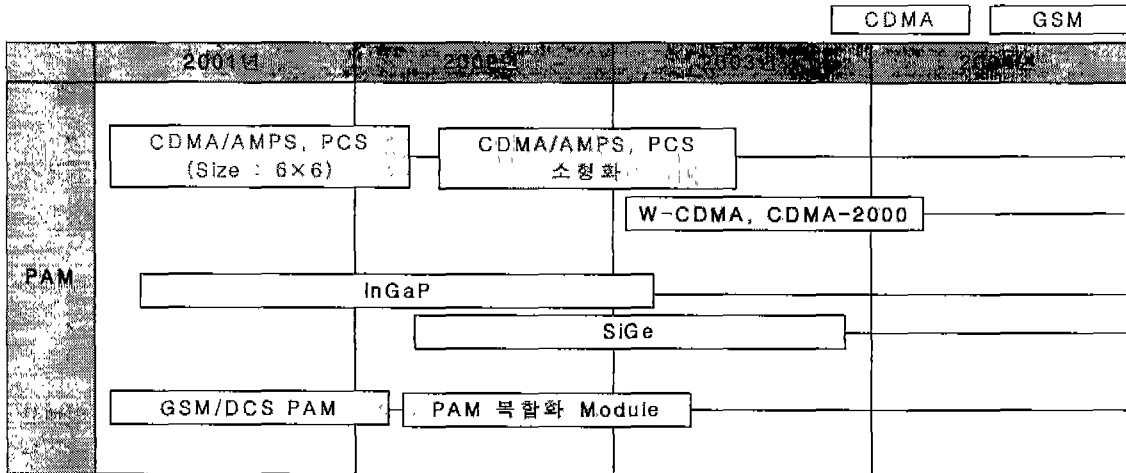 CDMA GSM
2001년 2002년 2003년
PAM
CDMA/AMPS, PCS
(Size : 6×6)
CDMA/AMPS, PCS
소형화
W-CDMA, CDMA-2000
InGaP
SiGe
GSM/DCS PAM
PAM 복합화 Module